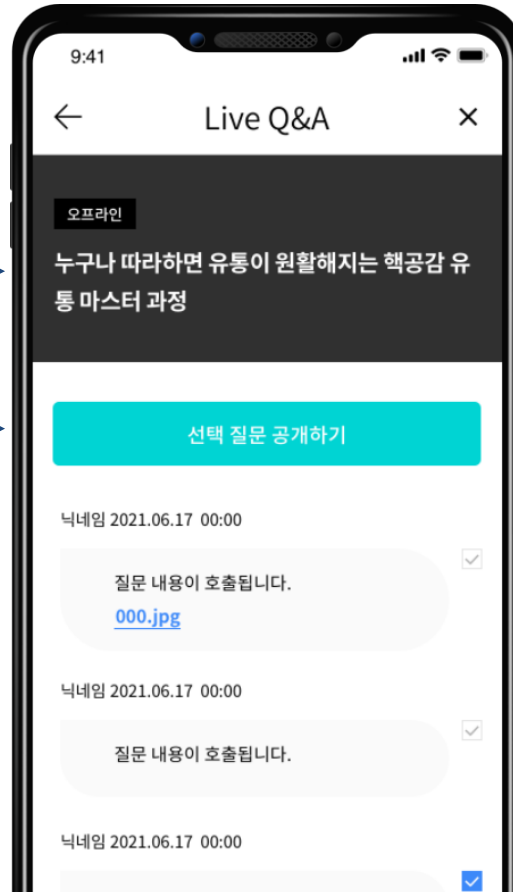 9:41
Live Q&A
오프라인
누구나 따라하면 유통이 원활해지는 핵공감 유
통 마스터 과정
선택 질문 공개하기
닉네임 2021.06.17 00:00
질문 내용이 호출됩니다.
000.jpg
닉네임 2021.06.17 00:00
질문 내용이 호출됩니다.
닉네임 2021.06.17 00:00